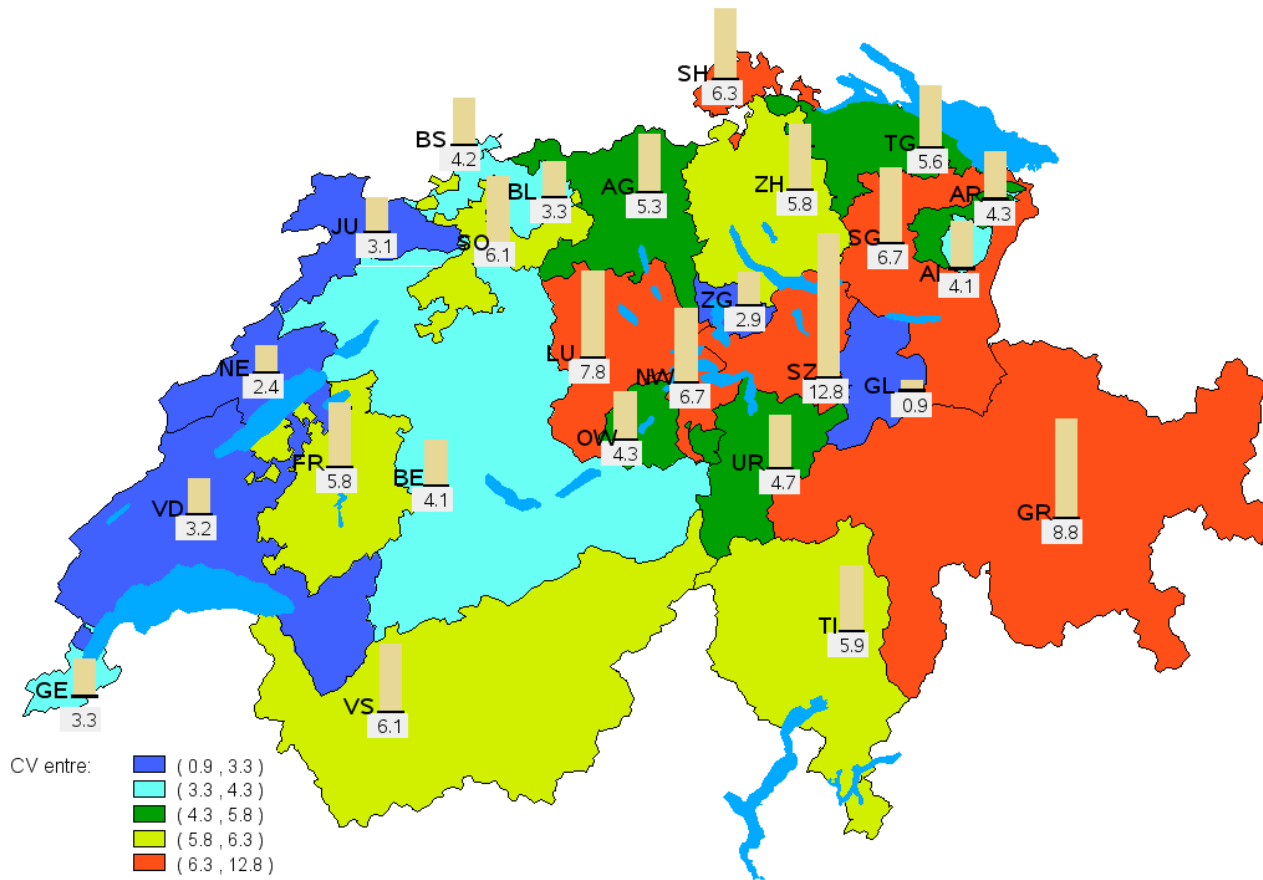 SH
6.3
BS
4.2
TG
5.6
BL
3.3
AG
5.3
ZH
5.8
AR
4.3
JU
3.1
SO
6.1
SG
6.7
AI
4.1
ZG
2.9
NE
2.4
LU
7.8
NW
6.7
SZ
12.8
GL
0.9
OW
4.3
FR
5.8
BE
4.1
UR
4.7
VD
3.2
GR
8.8
TI
5.9
GE
3.3
VS
6.1
CV entre:
( 0.9 , 3.3 )
( 3.3 , 4.3 )
( 4.3 , 5.8 )
( 5.8 , 6.3 )
( 6.3 , 12.8 )